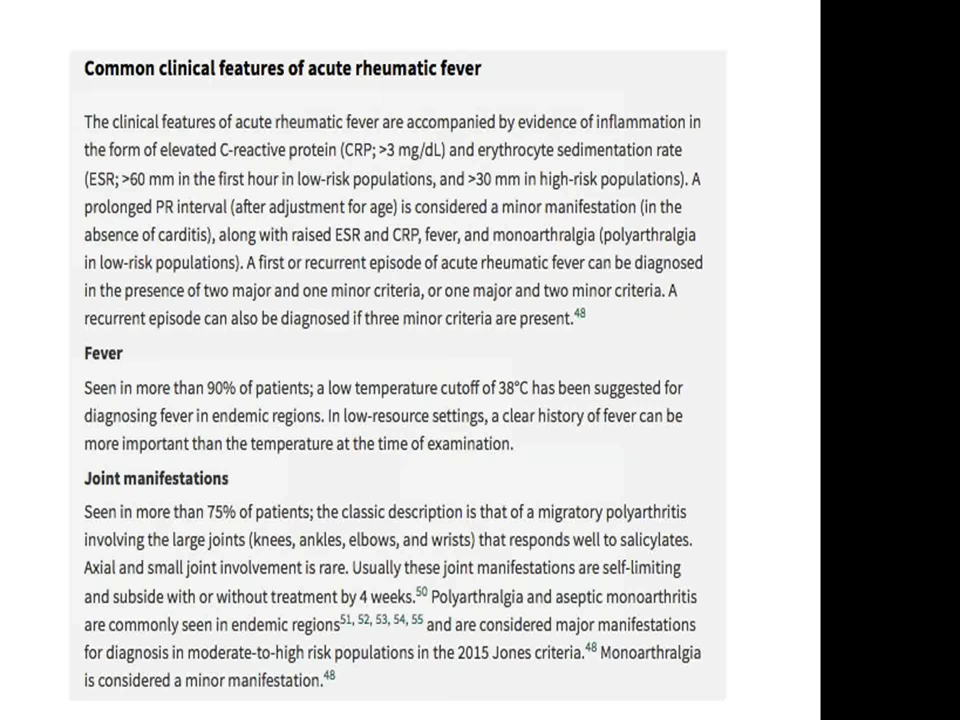 Common clinical features of acute rheumatic fever
The clinical features of acute rheumatic fever are accompanied by evidence of inflammation in
the form of elevated C-reactive protein (CRP; >3 mg/dL) and erythrocyte sedimentation rate
(ESR; >60 mm in the first hour in low-risk populations, and >30 mm in high-risk populations). A
prolonged PR interval (after adjustment for age) is considered a minor manifestation (in the
absence of carditis), along with raised ESR and CRP, fever, and monoarthralgia (polyarthralgia
in low-risk populations). A first or recurrent episode of acute rheumatic fever can be diagnosed
in the presence of two major and one minor criteria, or one major and two minor criteria. A
recurrent episode can also be diagnosed if three minor criteria are present.48
Fever
Seen in more than 90% of patients; a low temperature cutoff of 38°C has been suggested for
diagnosing fever in endemic regions. In low-resource settings, a clear history of fever can be
more important than the temperature at the time of examination.
Joint manifestations
Seen in more than 75% of patients; the classic description is that of a migratory polyarthritis
involving the large joints (knees, ankles, elbows, and wrists) that responds well to salicylates.
Axial and small joint involvement is rare. Usually these joint manifestations are self-limiting
and subside with or without treatment by 4 weeks.50 Polyarthralgia and aseptic monoarthritis
are commonly seen in endemic regions51, 52, 53, 54, 55 and are considered major manifestations
for diagnosis in moderate-to-high risk populations in the 2015 Jones criteria.48 Monoarthralgia
is considered a minor manifestation.48